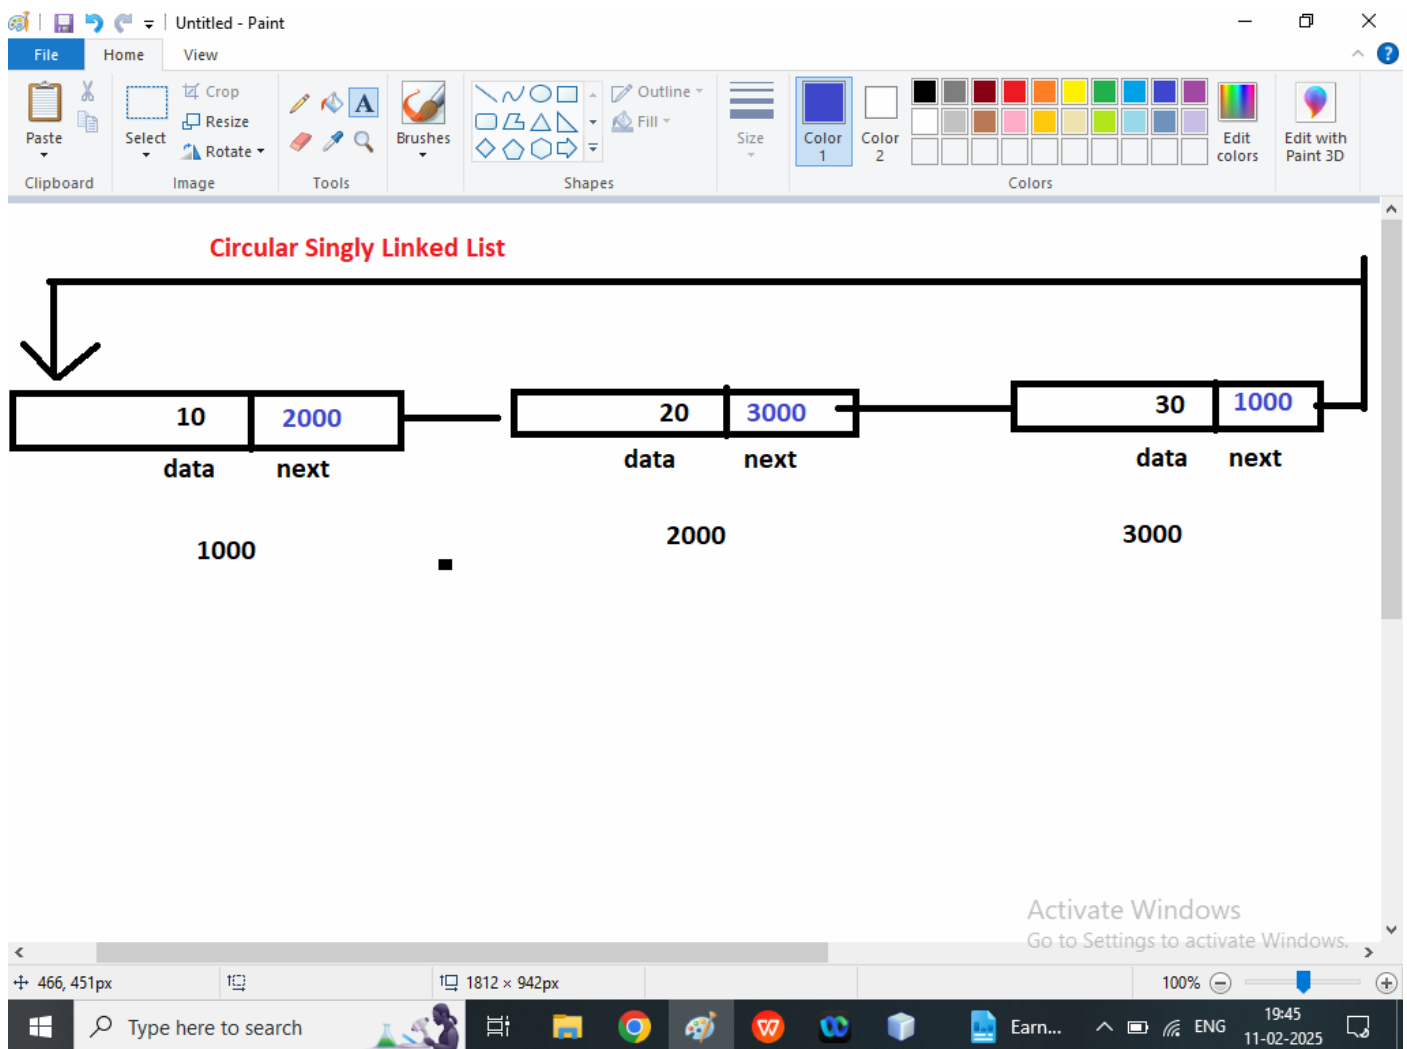 Untitled - Paint
File Home View
Paste
Select
Crop
Resize
Rotate
A
Brushes
Outline
Fill
Size
Color 1
Color 2
Edit colors
Edit with Paint 3D
Clipboard Image Tools Shapes Colors
Circular Singly Linked List
10 2000 20 3000 30 1000
data next data next data next
1000 2000 3000
Activate Windows
Go to Settings to activate Windows.
466, 451px 1812 × 942px 100%
Type here to search Earn... ENG 19:45
11-02-2025